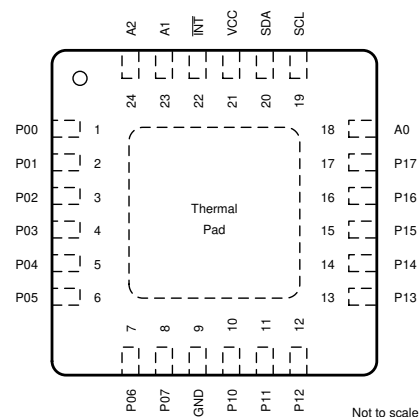 A2 A1 INT VCC SDA SCL
24 23 22 21 20 19
P00 1 18 A0
P01 2 17 P17
P02 3 16 P16
P03 4 15 P15
P04 5 14 P14
P05 6 13 P13
Thermal
Pad
7 8 9 10 11 12
P06 P07 GND P10 P11 P12
Not to scale